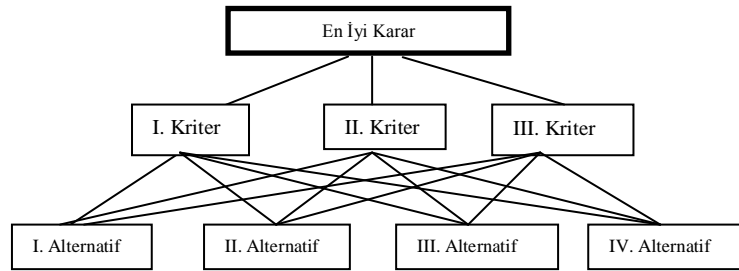 En İyi Karar
I. Kriter
II. Kriter
III. Kriter
I. Alternatif
II. Alternatif
III. Alternatif
IV. Alternatif